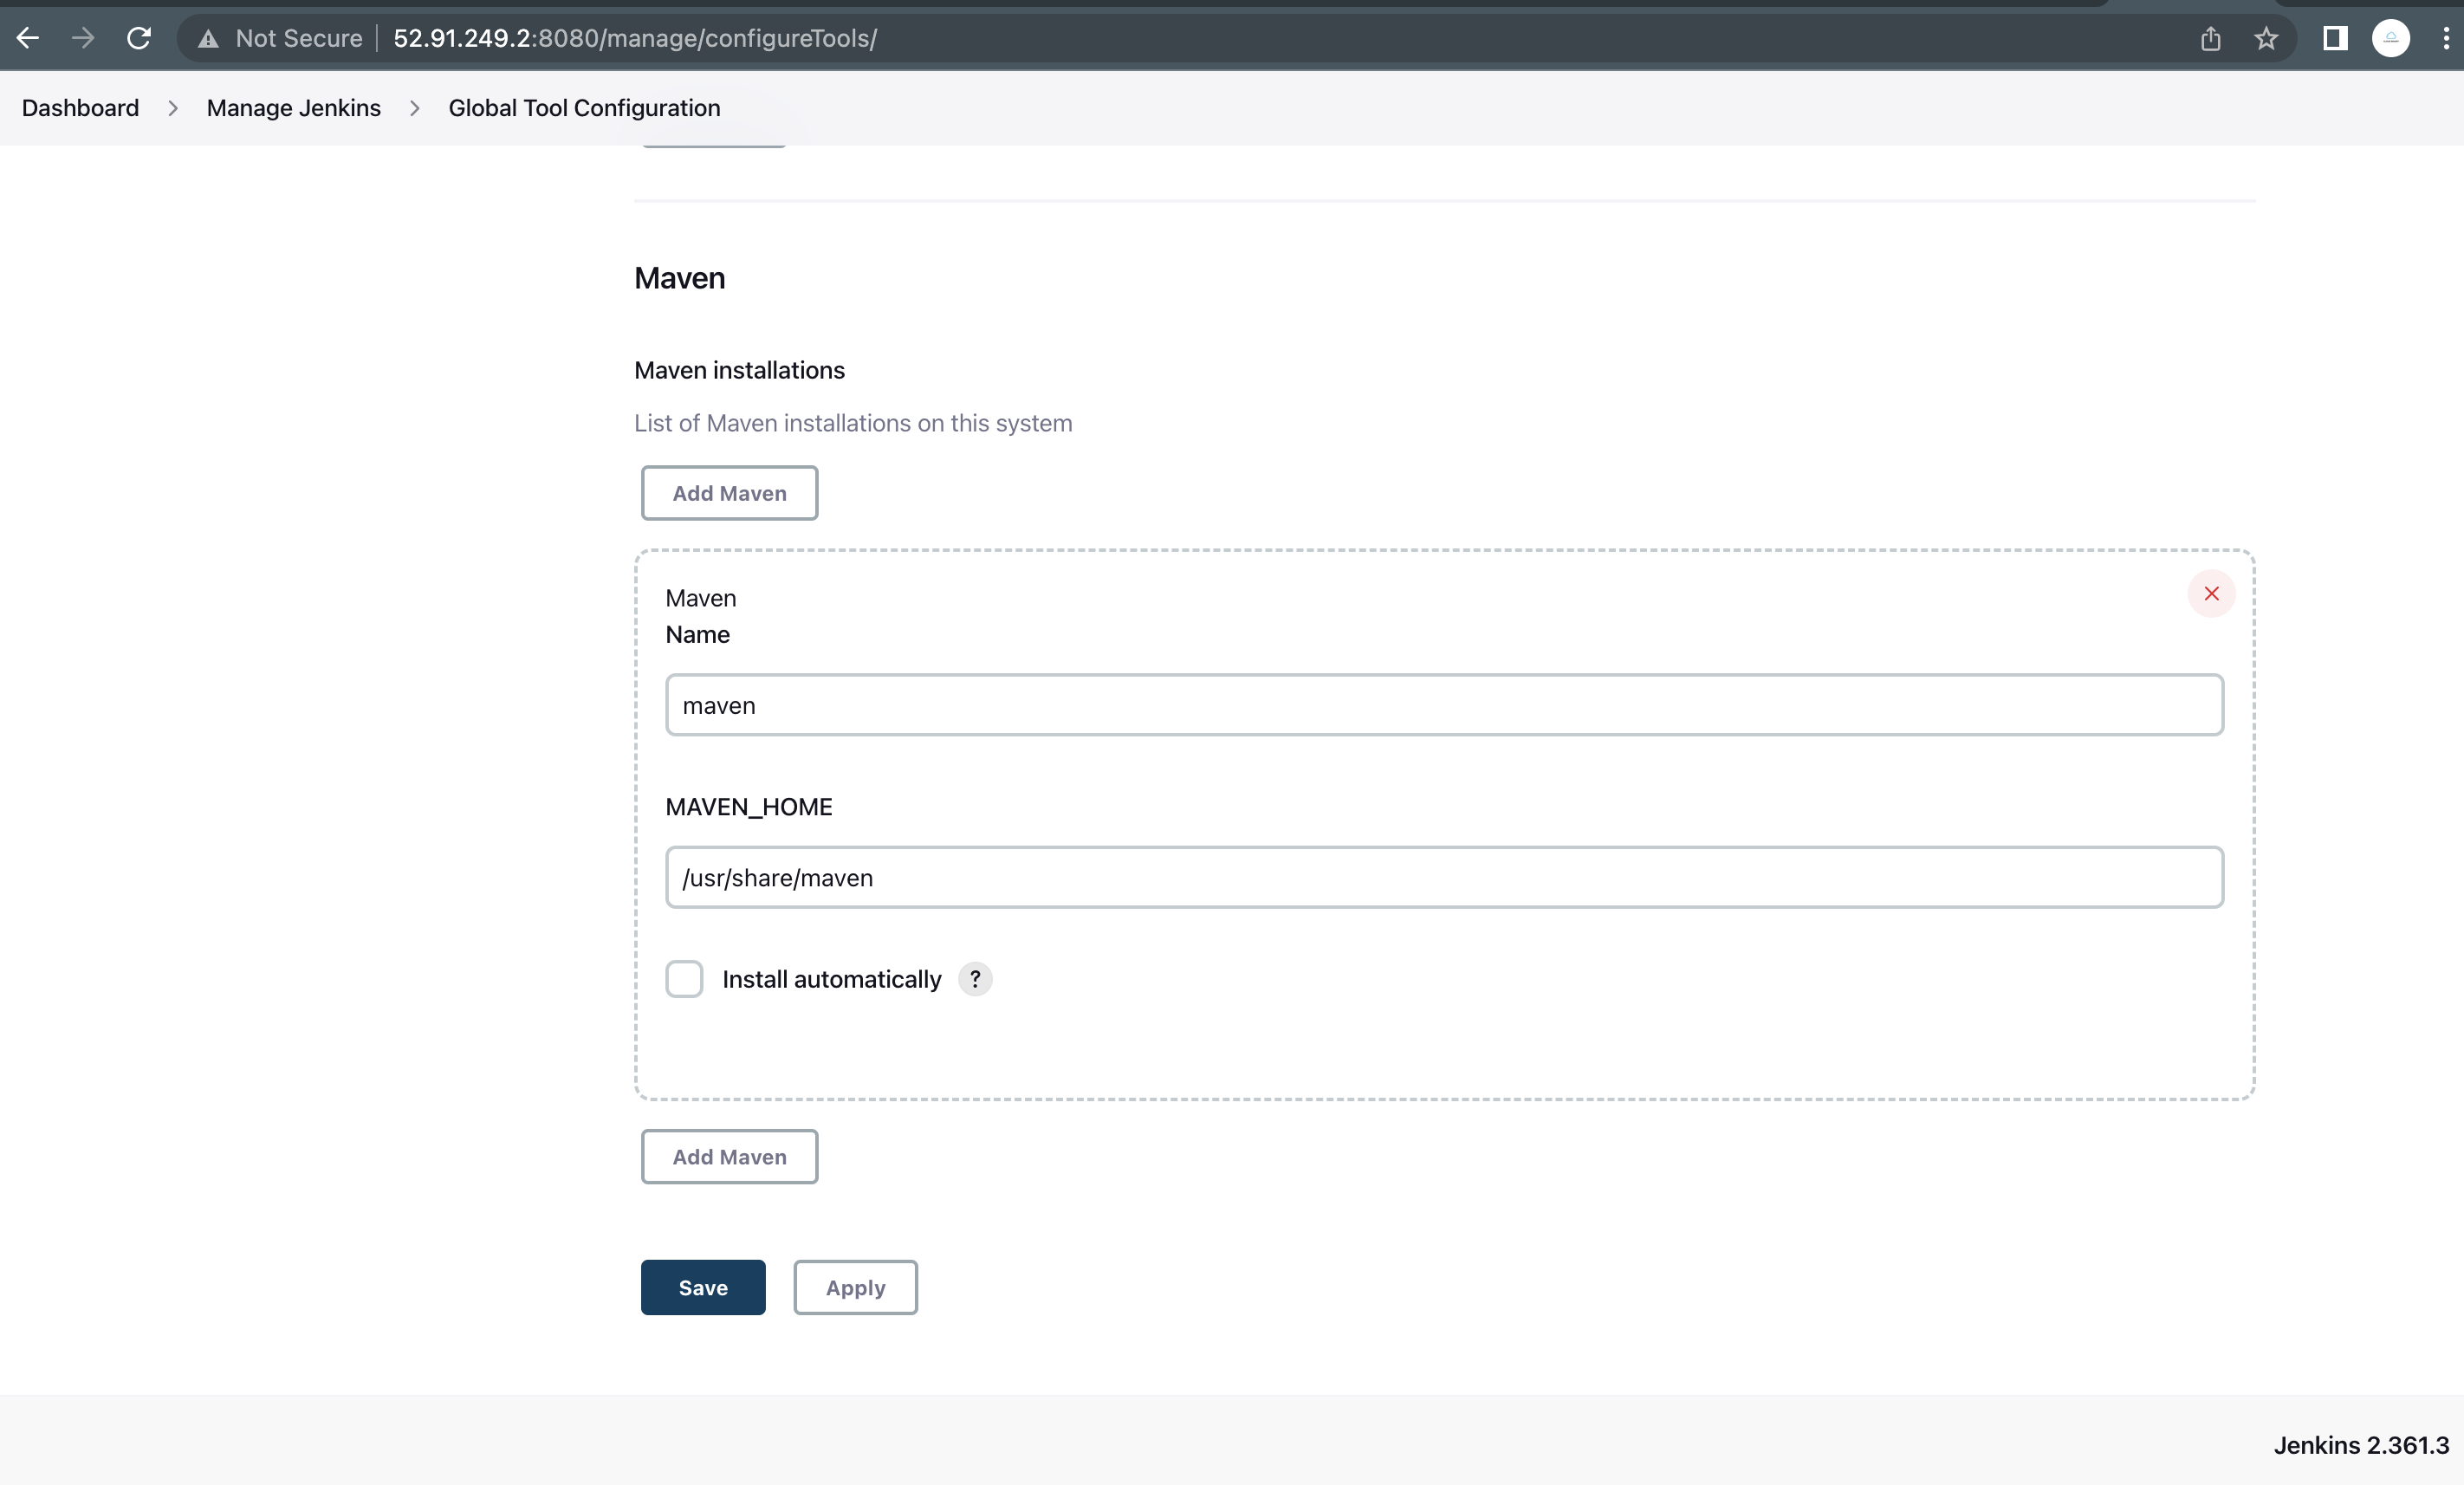 Not Secure 52.91.249.2:8080/manage/configureTools/
Dashboard Manage Jenkins Global Tool Configuration
Maven
Maven installations
List of Maven installations on this system
Add Maven
Maven
Name
maven
MAVEN_HOME
/usr/share/maven
Install automatically ?
Add Maven
Save Apply
Jenkins 2.361.3